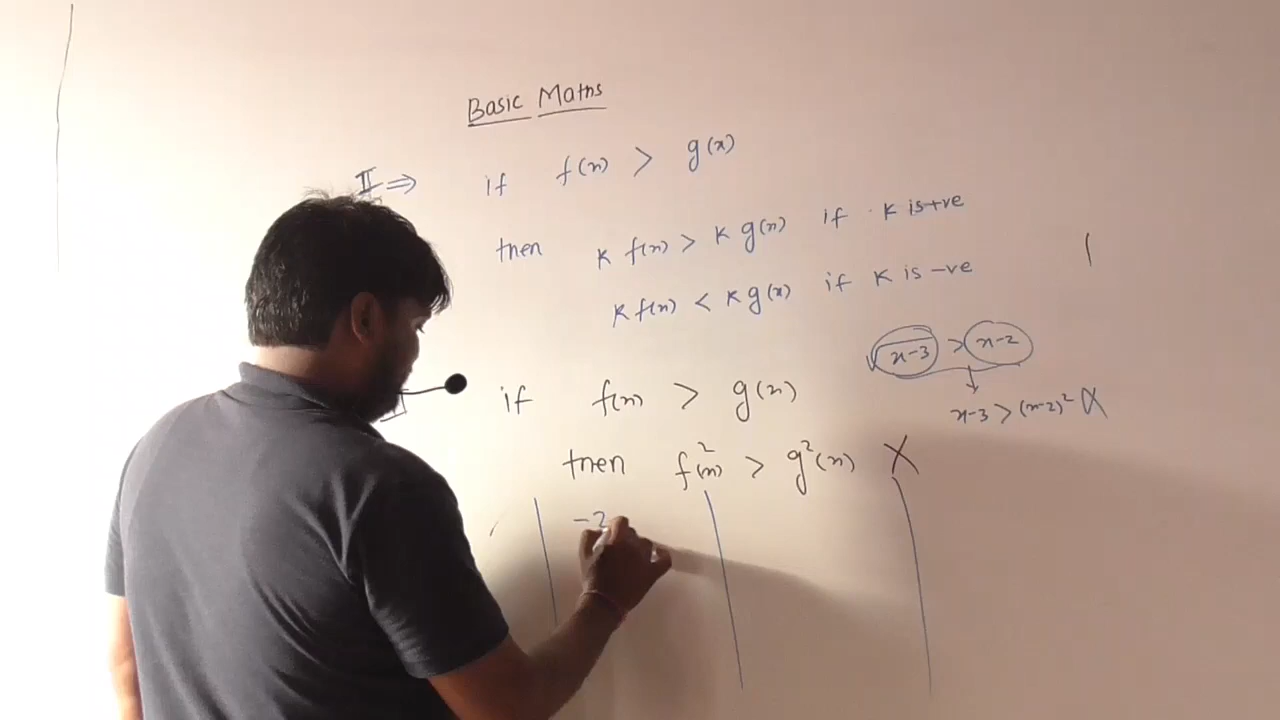 Basic Maths
II ⇒ if f(x) > g(x)
then K f(x) > K g(x) if K is +ve
K f(x) < K g(x) if K is -ve
√x-3 > x-2
x-3 > (x-2)² X
if f(x) > g(x)
then f²(x) > g²(x) X
-2